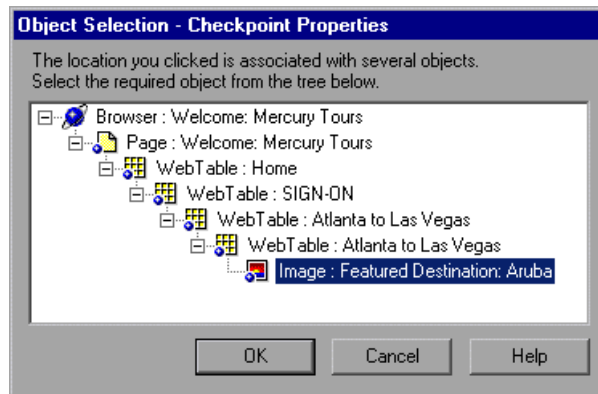 Object Selection - Checkpoint Properties
The location you clicked is associated with several objects.
Select the required object from the tree below.
Browser : Welcome: Mercury Tours
Page : Welcome: Mercury Tours
WebTable : Home
WebTable : SIGN-ON
WebTable : Atlanta to Las Vegas
WebTable : Atlanta to Las Vegas
Image : Featured Destination: Aruba
OK Cancel Help